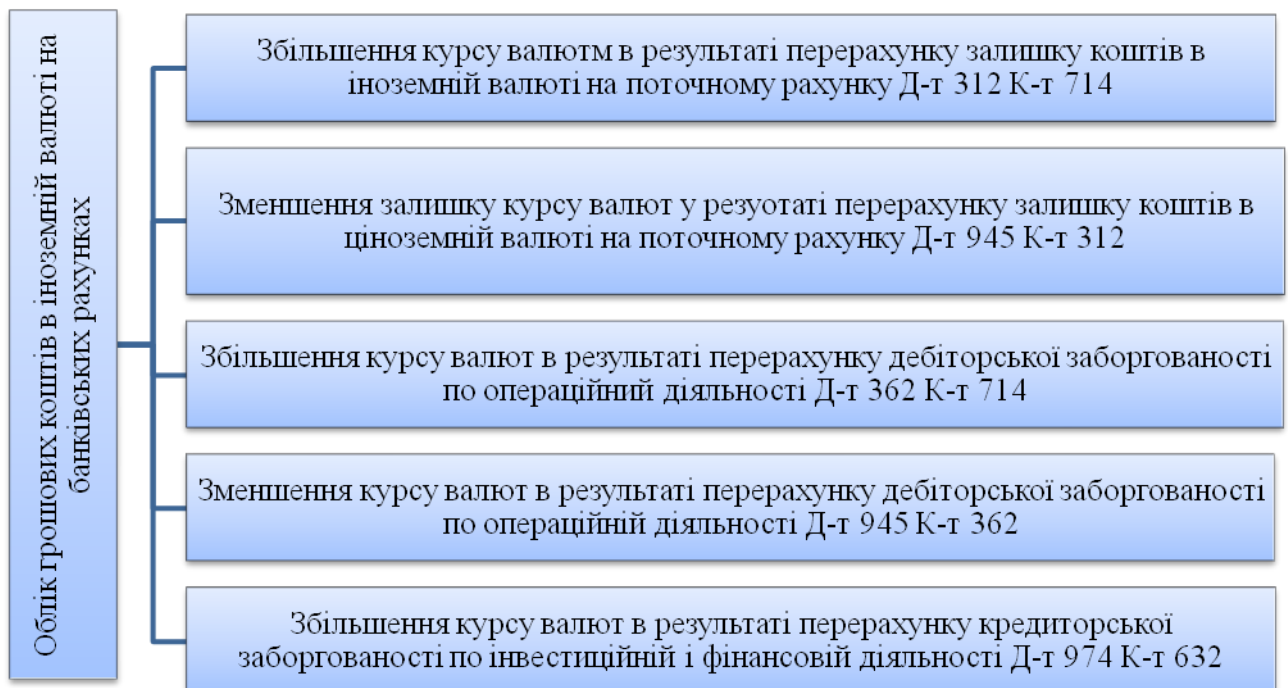 Облік грошових коштів в іноземній валюті на
банківських рахунках
Збільшення курсу валютм в результаті перерахунку залишку коштів в
іноземній валюті на поточному рахунку Д-т 312 К-т 714
Зменшення залишку курсу валют у резуотаті перерахунку залишку коштів в
ціноземній валюті на поточному рахунку Д-т 945 К-т 312
Збільшення курсу валют в результаті перерахунку дебіторської заборгованості
по операційний діяльності Д-т 362 К-т 714
Зменшення курсу валют в результаті перерахунку дебіторської заборгованості
по операційній діяльності Д-т 945 К-т 362
Збільшення курсу валют в результаті перерахунку кредиторської
заборгованості по інвестиційній і фінансовій діяльності Д-т 974 К-т 632